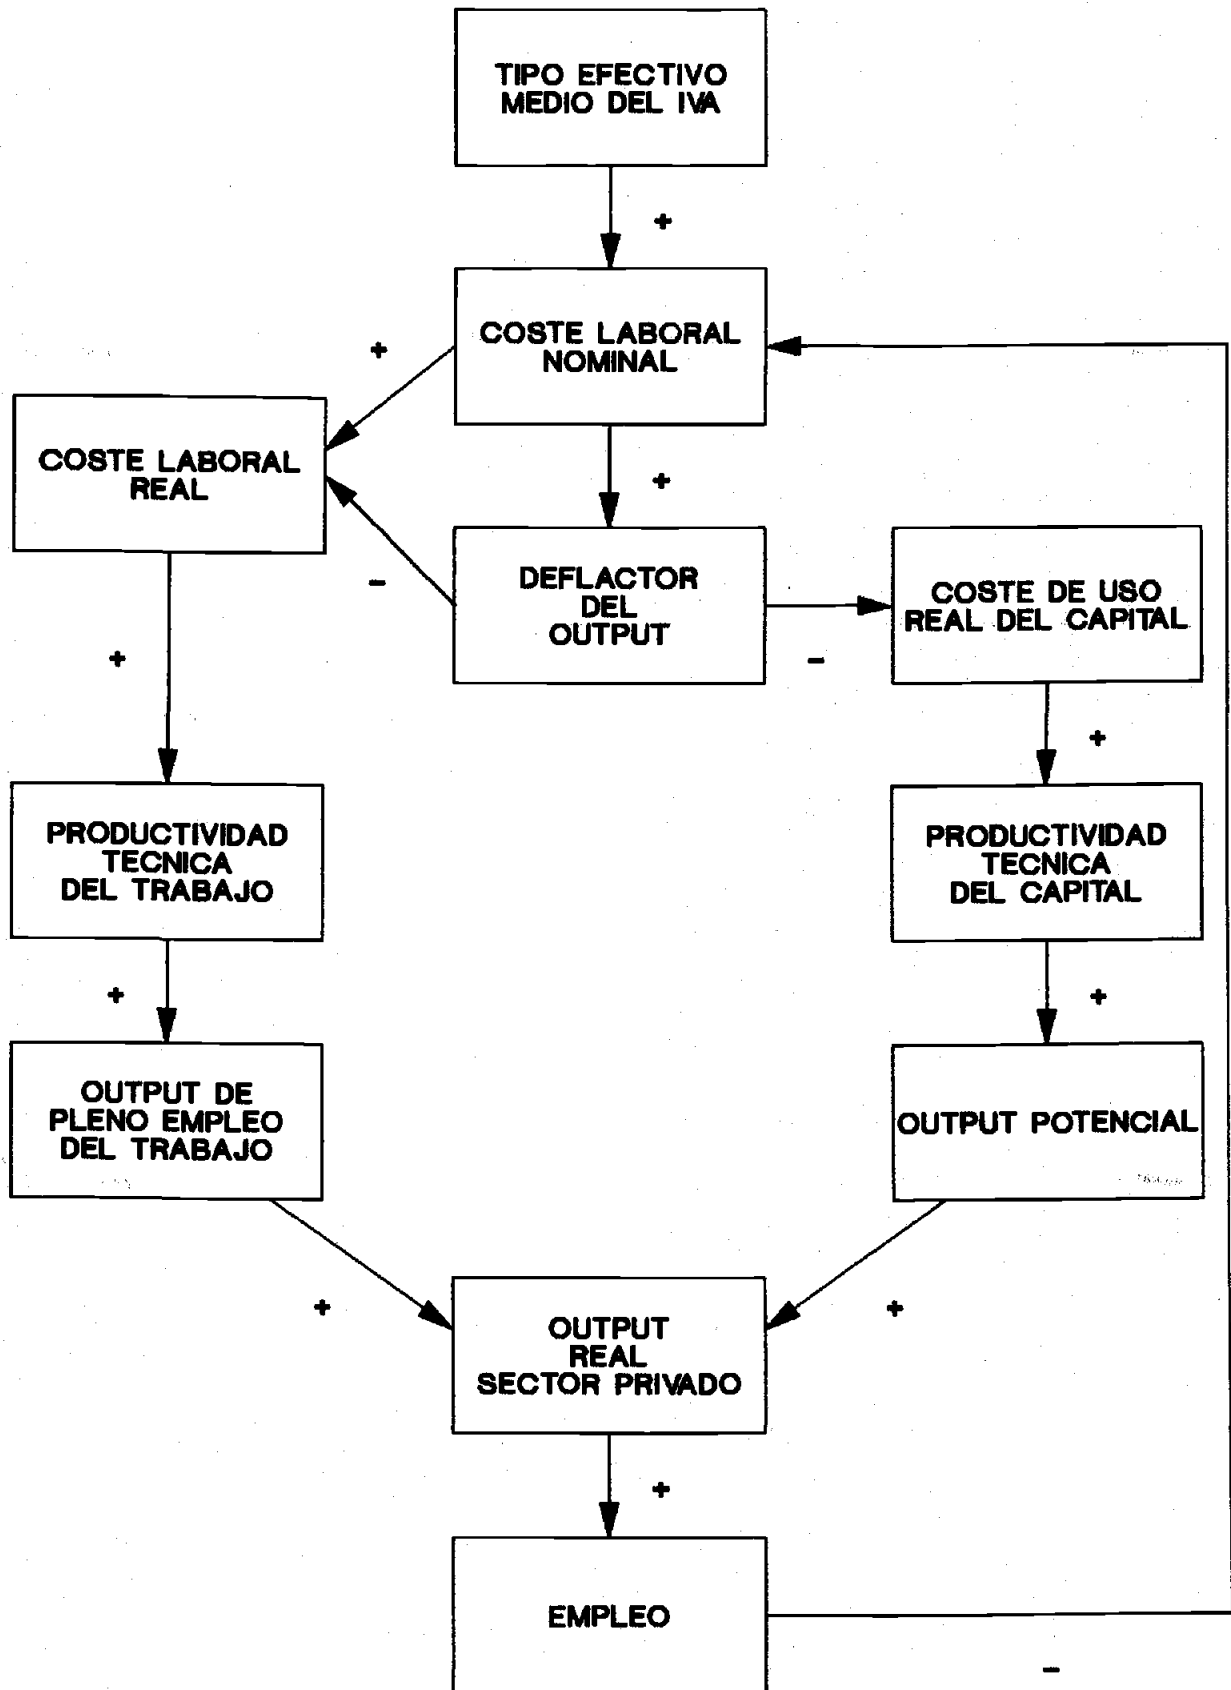 TIPO EFECTIVO
MEDIO DEL IVA
+
COSTE LABORAL
NOMINAL
+
COSTE LABORAL
REAL
+
DEFLACTOR
DEL
OUTPUT
-
COSTE DE USO
REAL DEL CAPITAL
-
+
+
PRODUCTIVIDAD
TECNICA
DEL TRABAJO
PRODUCTIVIDAD
TECNICA
DEL CAPITAL
+
+
OUTPUT DE
PLENO EMPLEO
DEL TRABAJO
OUTPUT POTENCIAL
+
+
OUTPUT
REAL
SECTOR PRIVADO
+
EMPLEO
-